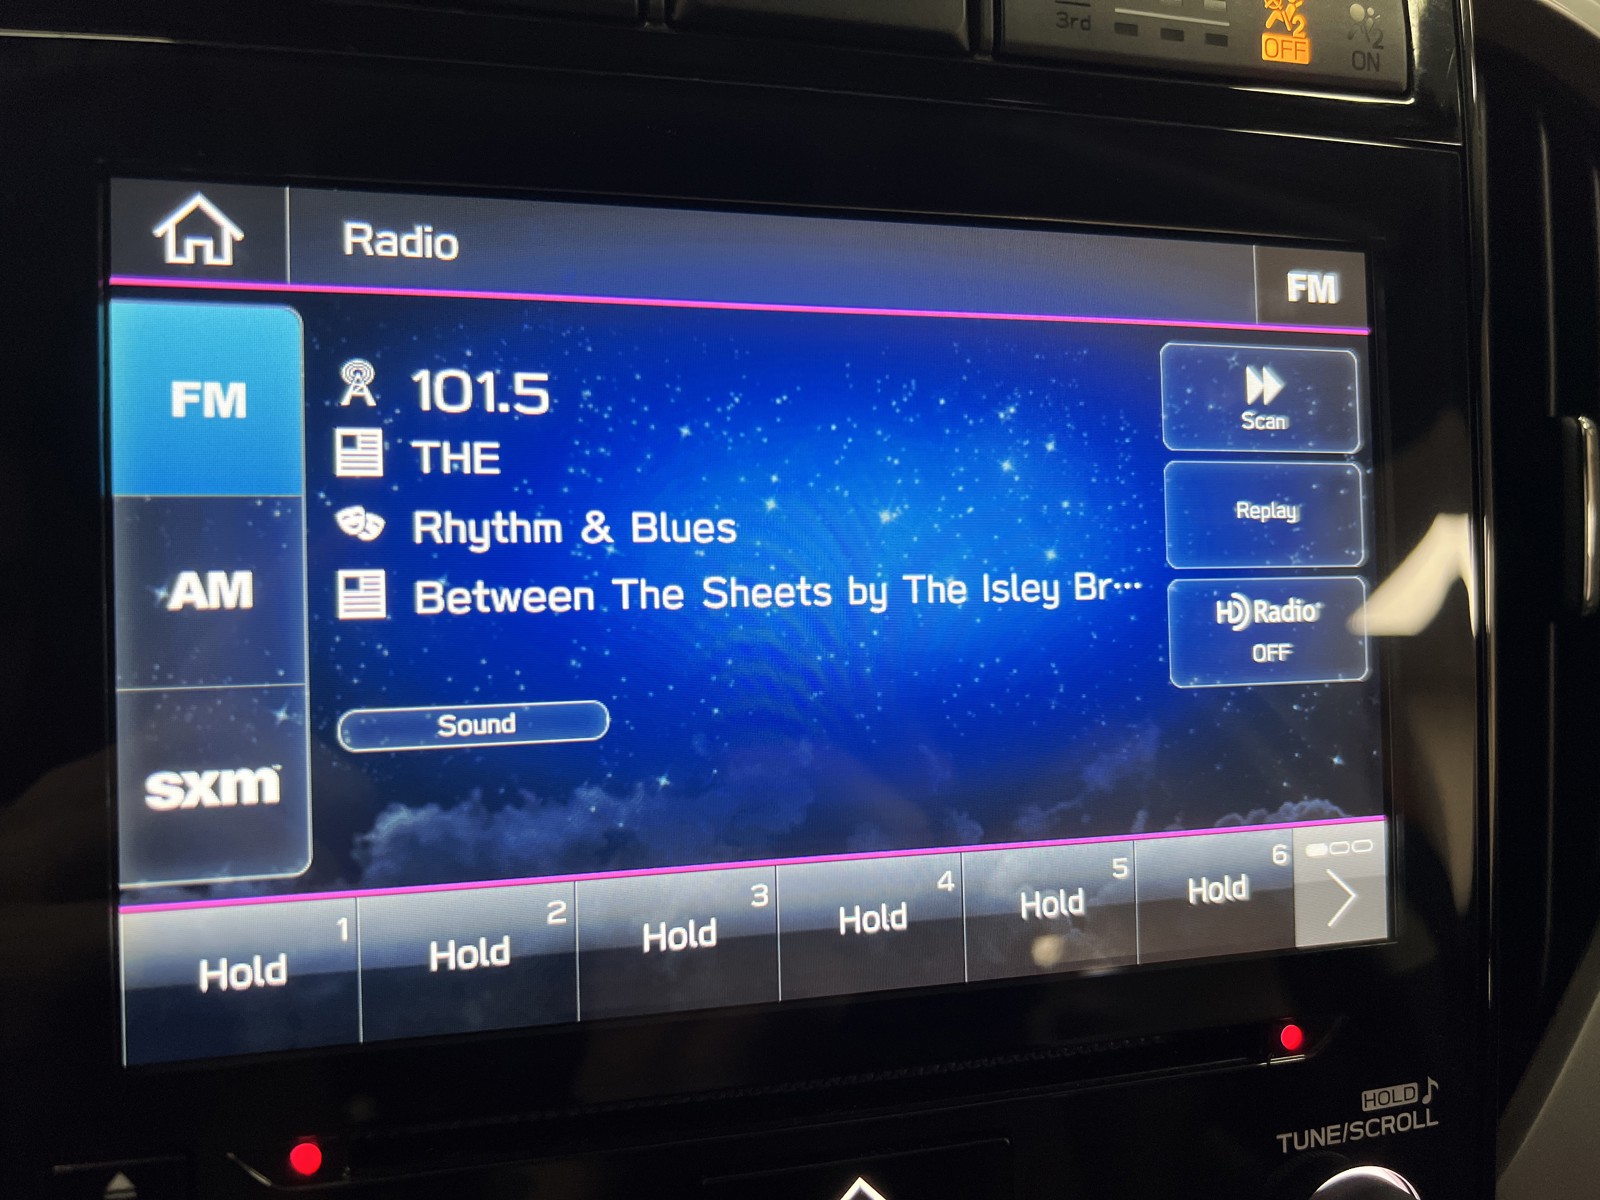 3rd
2
OFF
2
ON
Radio
FM
FM
101.5
Scan
THE
Rhythm & Blues
Replay
AM
Between The Sheets by The Isley Br...
HD Radio
OFF
Sound
sxm
1
Hold
2
Hold
3
Hold
4
Hold
5
Hold
6
Hold
HOLD
TUNE/SCROLL